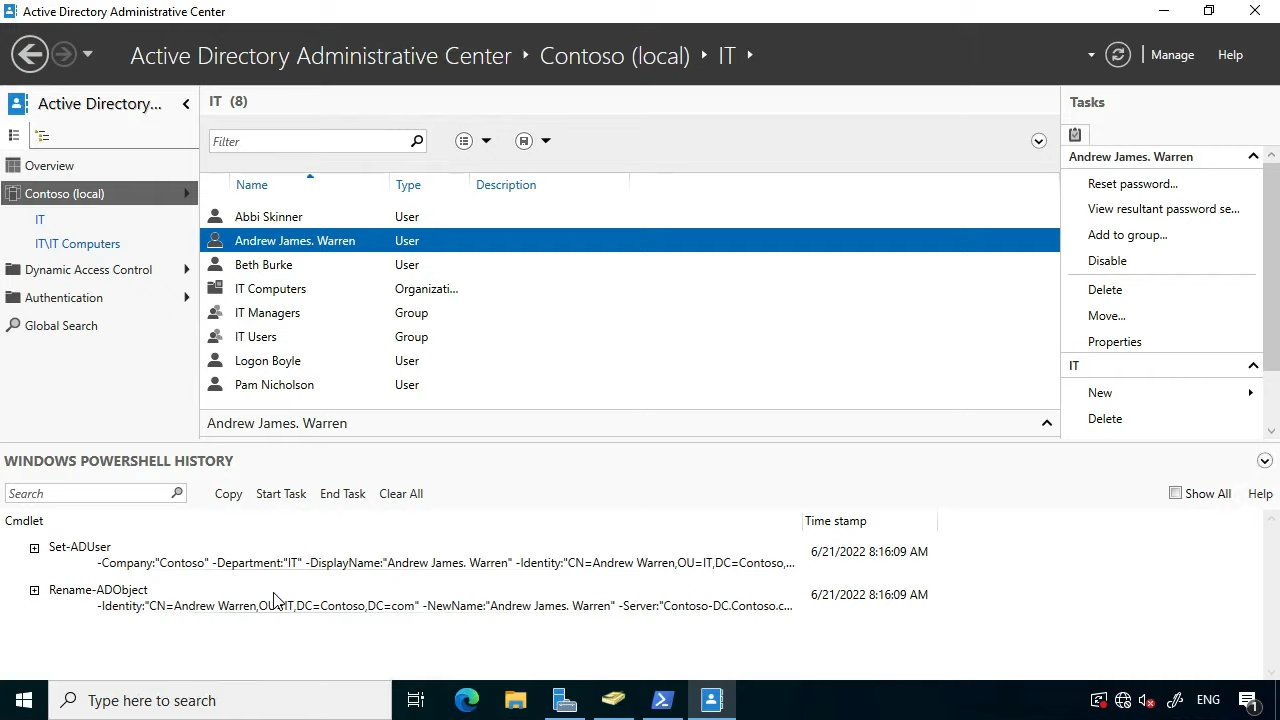 Active Directory Administrative Center
Active Directory Administrative Center • Contoso (local) • IT •
Manage
Help
Active Directory...
Overview
Contoso (local)
IT
IT\IT Computers
Dynamic Access Control
Authentication
Global Search
IT (8)
Filter
Name Type Description
Abbi Skinner User
Andrew James. Warren User
Beth Burke User
IT Computers Organizati...
IT Managers Group
IT Users Group
Logon Boyle User
Pam Nicholson User
Andrew James. Warren
Tasks
Andrew James. Warren
Reset password...
View resultant password se...
Add to group...
Disable
Delete
Move...
Properties
IT
New
Delete
WINDOWS POWERSHELL HISTORY
Search
Copy Start Task End Task Clear All
Show All Help
Cmdlet Time stamp
Set-ADUser
6/21/2022 8:16:09 AM
-Company:"Contoso" -Department:"IT" -DisplayName:"Andrew James. Warren" -Identity:"CN=Andrew Warren,OU=IT,DC=Contoso,...
Rename-ADObject
6/21/2022 8:16:09 AM
-Identity:"CN=Andrew Warren,OU=IT,DC=Contoso,DC=com" -NewName:"Andrew James. Warren" -Server:"Contoso-DC.Contoso.c...
Type here to search
ENG
1